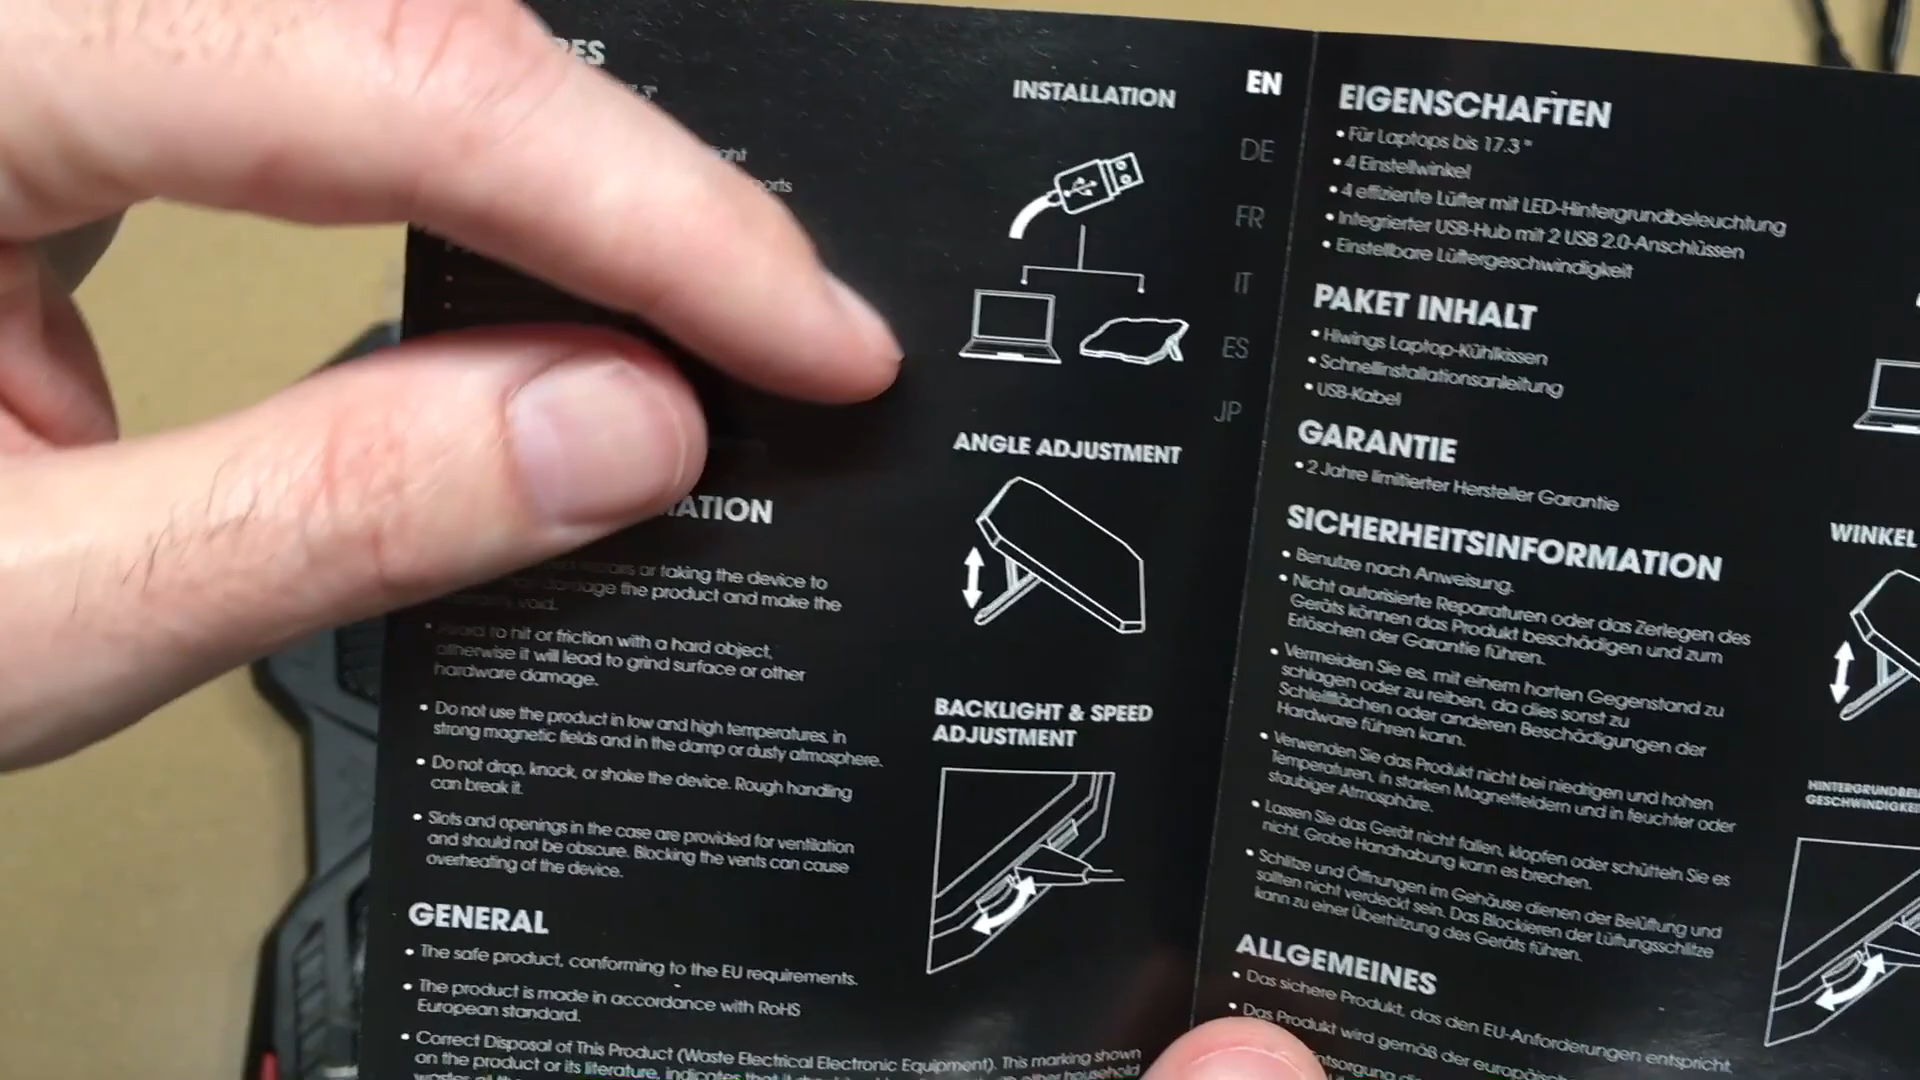 INSTALLATION
ANGLE ADJUSTMENT
or taking the device to
the product and make the
void.
to hit or friction with a hard object,
otherwise it will lead to grind surface or other
hardware damage.
• Do not use the product in low and high temperatures, in
strong magnetic fields and in the damp or dusty atmosphere.
• Do not drop, knock, or shake the device. Rough handling
can break it.
• Slots and openings in the case are provided for ventilation
and should not be obscure. Blocking the vents can cause
overheating of the device.
BACKLIGHT & SPEED
ADJUSTMENT
GENERAL
• The safe product, conforming to the EU requirements.
• The product is made in accordance with RoHS
European standard.
• Correct Disposal of This Product (Waste Electrical Electronic Equipment). This marking shown
on the product or its literature, indicates that it
household
EN
DE
FR
IT
ES
JP
EIGENSCHAFTEN
• Für Laptops bis 17.3 "
• 4 Einstellwinkel
• 4 effiziente Lüfter mit LED-Hintergrundbeleuchtung
• Integrierter USB-Hub mit 2 USB 2.0-Anschlüssen
• Einstellbare Lüftergeschwindigkeit
PAKET INHALT
• Hiwings Laptop-Kühlkissen
• Schnellinstallationsanleitung
• USB-Kabel
GARANTIE
• 2 Jahre limitierter Hersteller Garantie
SICHERHEITSINFORMATION
• Benutze nach Anweisung.
• Nicht autorisierte Reparaturen oder das Zerlegen des
Geräts können das Produkt beschädigen und zum
Erlöschen der Garantie führen.
• Vermeiden Sie es, mit einem harten Gegenstand zu
schlagen oder zu reiben, da dies sonst zu
Schleifflächen oder anderen Beschädigungen der
Hardware führen kann.
• Verwenden Sie das Produkt nicht bei niedrigen und hohen
Temperaturen, in starken Magnetfeldern und in feuchter oder
staubiger Atmosphäre.
• Lassen Sie das Gerät nicht fallen, klopfen oder schütteln Sie es
nicht. Grobe Handhabung kann es brechen.
• Schlitze und Öffnungen im Gehäuse dienen der Belüftung und
sollten nicht verdeckt sein. Das Blockieren der Lüftungsschlitze
kann zu einer Überhitzung des Geräts führen.
ALLGEMEINES
• Das sichere Produkt, das den EU-Anforderungen entspricht.
• Das Produkt wird gemäß der
WINKEL